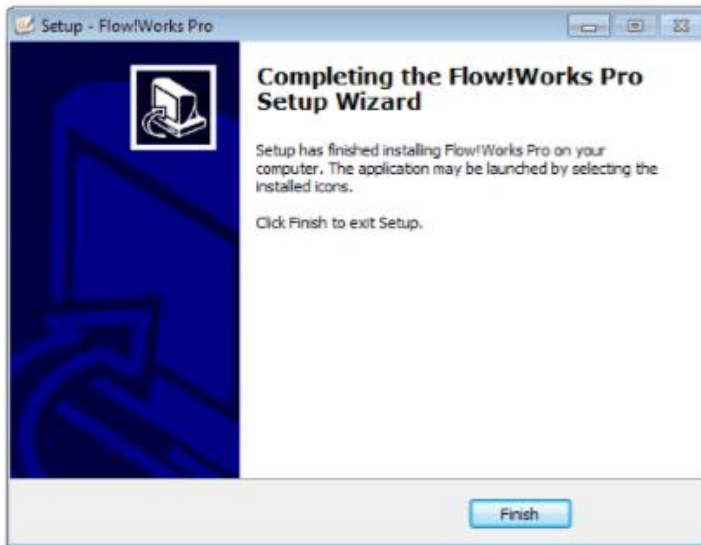 Setup - Flow!Works Pro
Completing the Flow!Works Pro
Setup Wizard
Setup has finished installing Flow!Works Pro on your
computer. The application may be launched by selecting the
installed icons.
Click Finish to exit Setup.
Finish